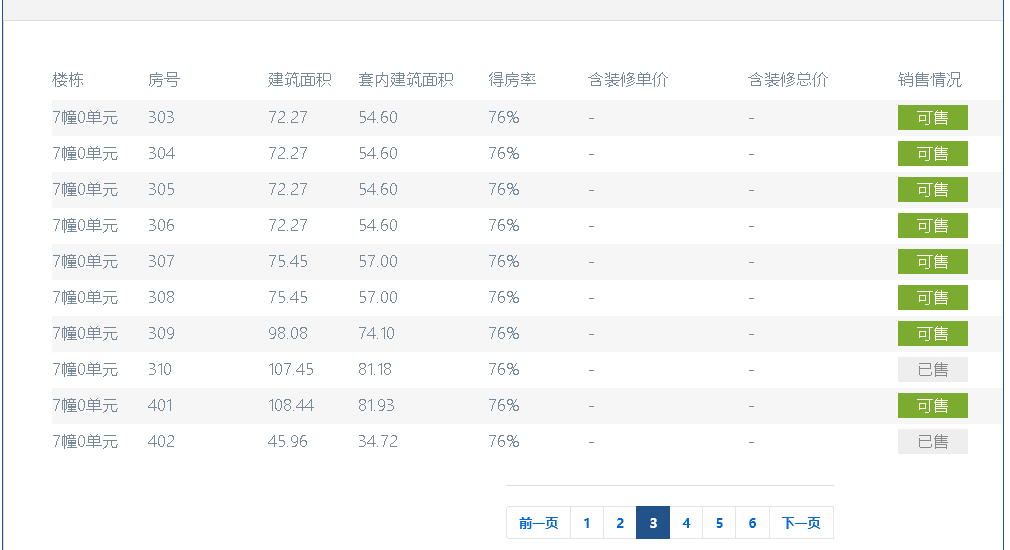 楼栋 房号 建筑面积 套内建筑面积 得房率 含装修单价 含装修总价 销售情况
7幢0单元 303 72.27 54.60 76% - - 可售
7幢0单元 304 72.27 54.60 76% - - 可售
7幢0单元 305 72.27 54.60 76% - - 可售
7幢0单元 306 72.27 54.60 76% - - 可售
7幢0单元 307 75.45 57.00 76% - - 可售
7幢0单元 308 75.45 57.00 76% - - 可售
7幢0单元 309 98.08 74.10 76% - - 可售
7幢0单元 310 107.45 81.18 76% - - 已售
7幢0单元 401 108.44 81.93 76% - - 可售
7幢0单元 402 45.96 34.72 76% - - 已售
前一页 1 2 3 4 5 6 下一页